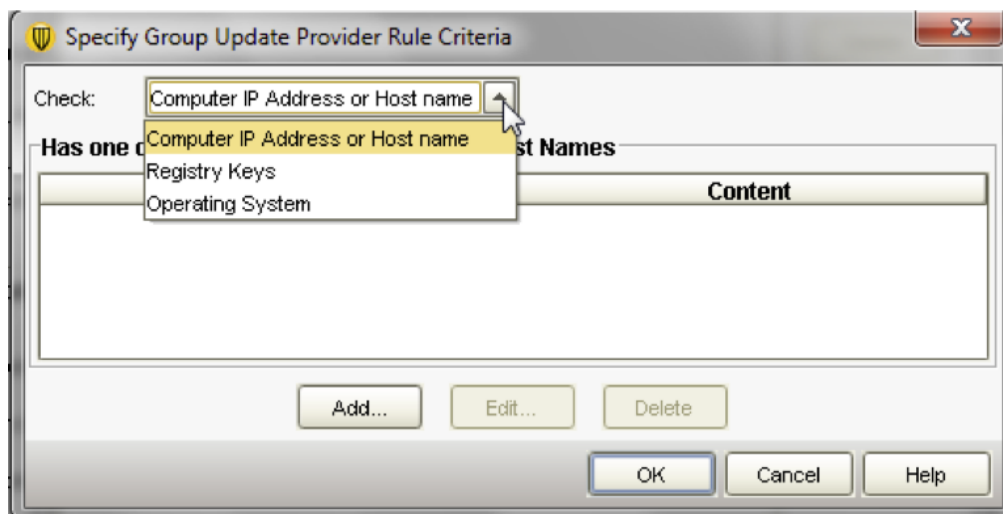 Specify Group Update Provider Rule Criteria
Check: Computer IP Address or Host name
Computer IP Address or Host name
Has one st Names
Registry Keys
Content
Operating System
Add... Edit... Delete
OK Cancel Help